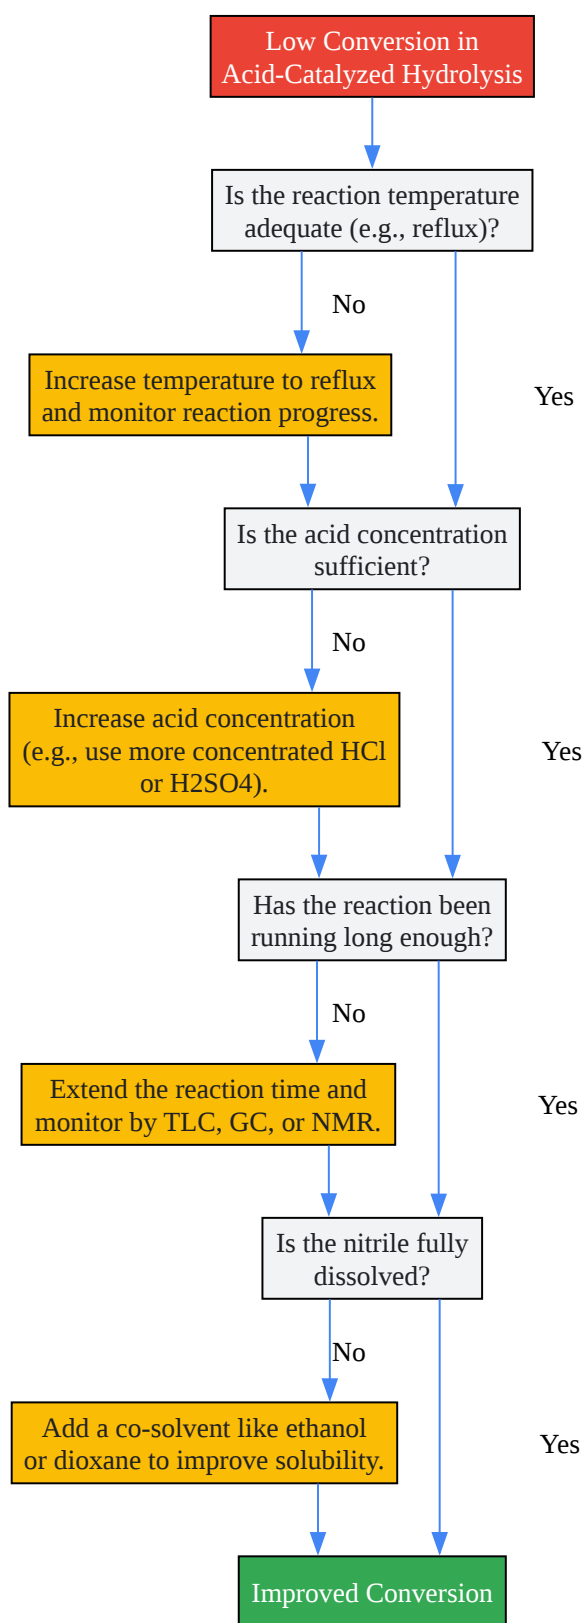 Low Conversion in
Acid-Catalyzed Hydrolysis
Is the reaction temperature
adequate (e.g., reflux)?
No
Increase temperature to reflux
and monitor reaction progress.
Yes
Is the acid concentration
sufficient?
No
Increase acid concentration
(e.g., use more concentrated HCl
or H2SO4).
Yes
Has the reaction been
running long enough?
No
Extend the reaction time and
monitor by TLC, GC, or NMR.
Yes
Is the nitrile fully
dissolved?
No
Add a co-solvent like ethanol
or dioxane to improve solubility.
Yes
Improved Conversion